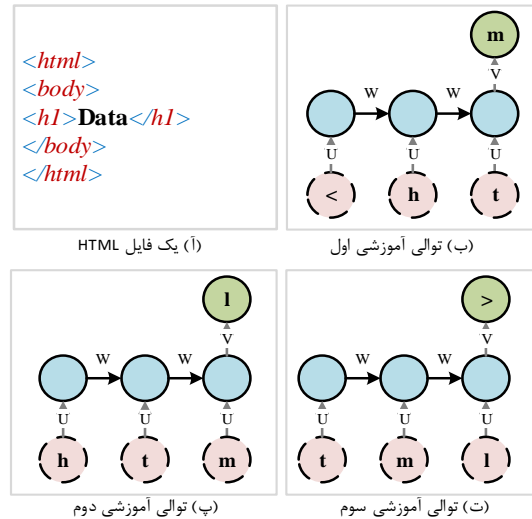 <html>
<body>
<h1>Data</h1>
</body>
</html>
(آ) یک فایل HTML
m
V
W W
U U U
< h t
(ب) توالی آموزشی اول
l
V
W W
U U U
h t m
(پ) توالی آموزشی دوم
>
V
W W
U U U
t m l
(ت) توالی آموزشی سوم